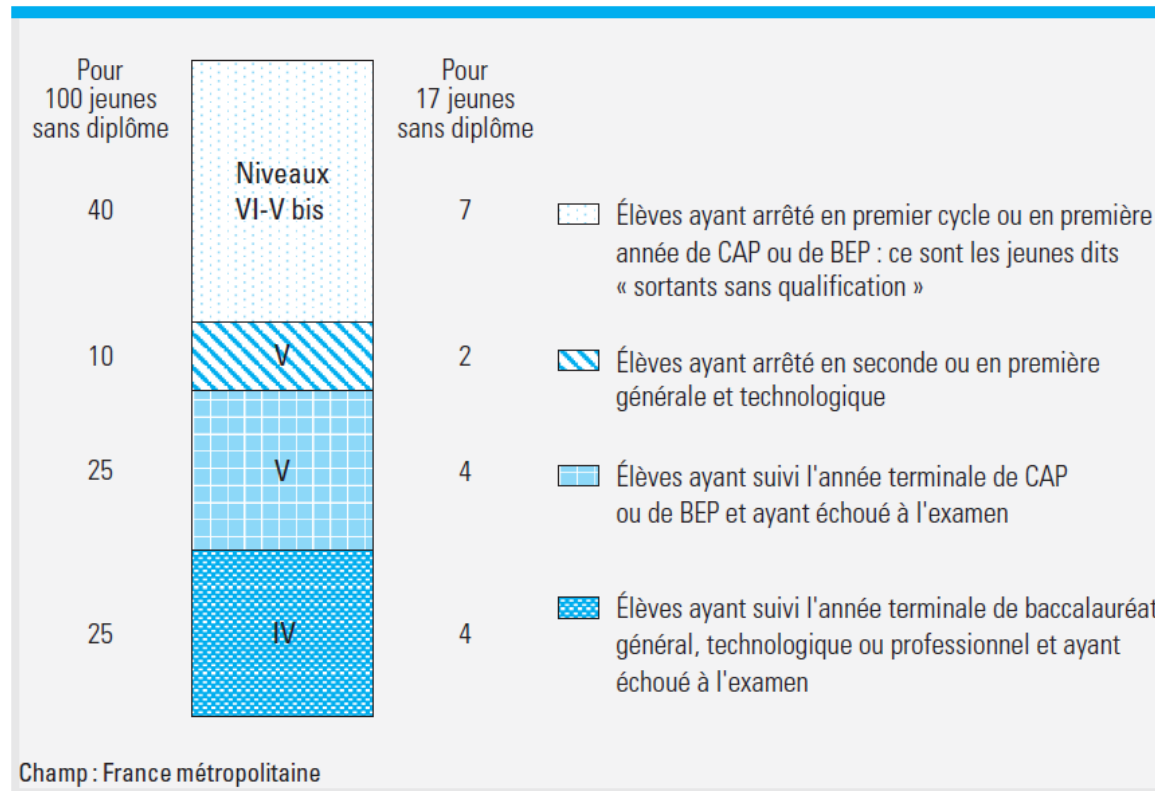 Pour
100 jeunes
sans diplôme
Pour
17 jeunes
sans diplôme
Niveaux
VI-V bis
40
7
Élèves ayant arrêté en premier cycle ou en première
année de CAP ou de BEP : ce sont les jeunes dits
« sortants sans qualification »
10
V
2
Élèves ayant arrêté en seconde ou en première
générale et technologique
25
V
4
Élèves ayant suivi l'année terminale de CAP
ou de BEP et ayant échoué à l'examen
25
IV
4
Élèves ayant suivi l'année terminale de baccalauréat
général, technologique ou professionnel et ayant
échoué à l'examen
Champ : France métropolitaine